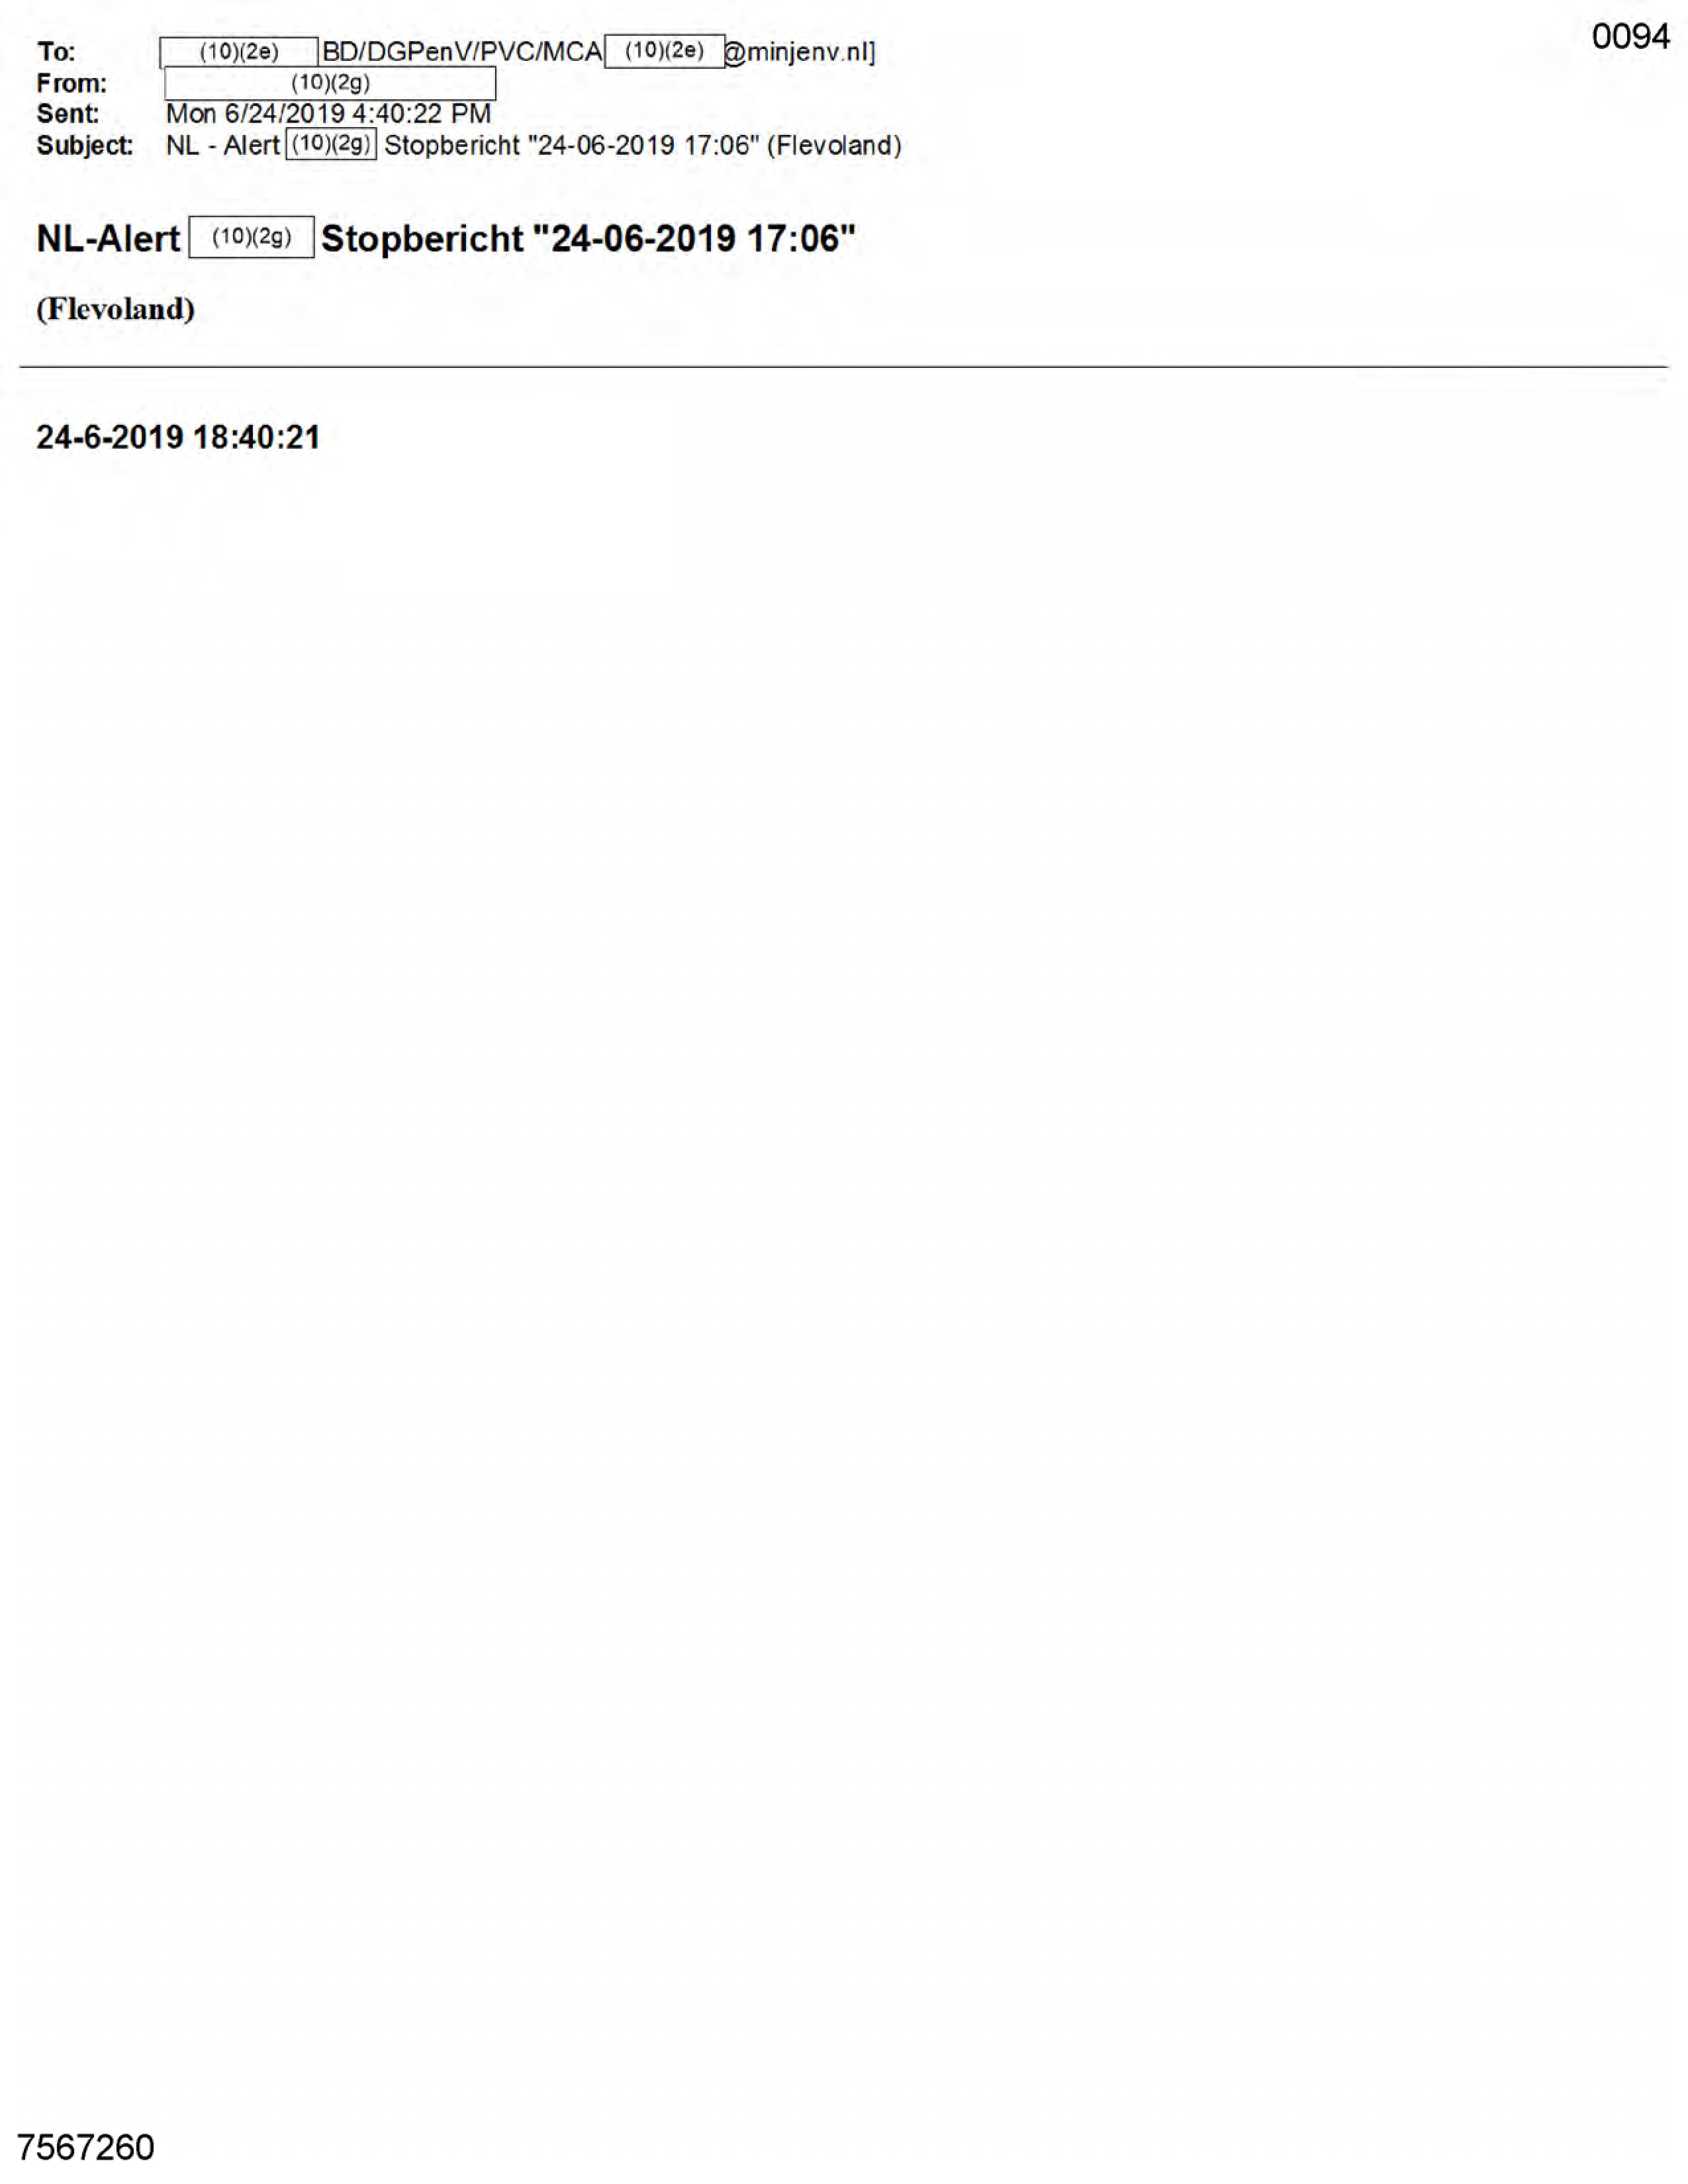 0094
To: (10)(2e) BD/DGPenV/PVC/MCA (10)(2e) @minjenv.nl]
From: (10)(2g)
Sent: Mon 6/24/2019 4:40:22 PM
Subject: NL - Alert (10)(2g) Stopbericht "24-06-2019 17:06" (Flevoland)
NL-Alert (10)(2g) Stopbericht "24-06-2019 17:06"
(Flevoland)
24-6-2019 18:40:21
7567260